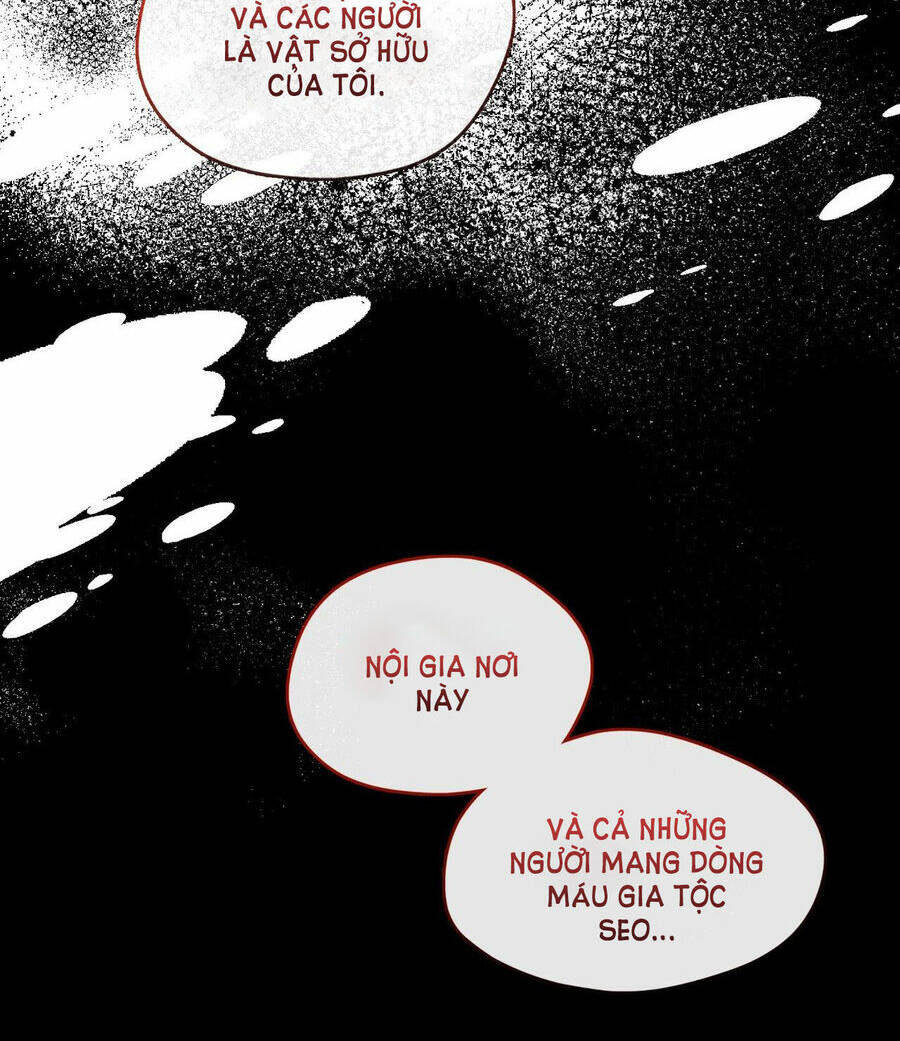 VÀ CÁC NGƯỜI
LÀ VẬT SỞ HỮU
CỦA TÔI.
NỘI GIA NƠI
NÀY
VÀ CẢ NHỮNG
NGƯỜI MANG DÒNG
MÁU GIA TỘC
SEO...